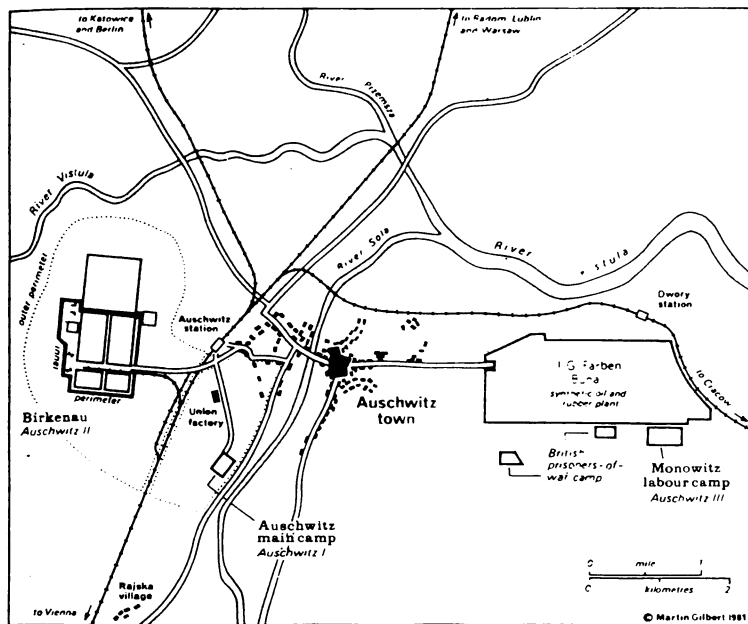 to Katowice
and Berlin
to Radom Lublin
and Warsaw
River
Przemsza
River Vistula
River Sola
River
stula
outer perimeter
Auschwitz
station
Dwory
station
to Cracow
I G Farben
Buna
synthetic oil and
rubber plant
inner
perimeter
Birkenau
Auschwitz II
Union
factory
Auschwitz
town
British
prisoners-of-
war camp
Monowitz
labour camp
Auschwitz III
Auschwitz
main camp
Auschwitz I
Rajska
village
to Vienna
0 mile 1
0 kilometres 2
© Martin Gilbert 1981